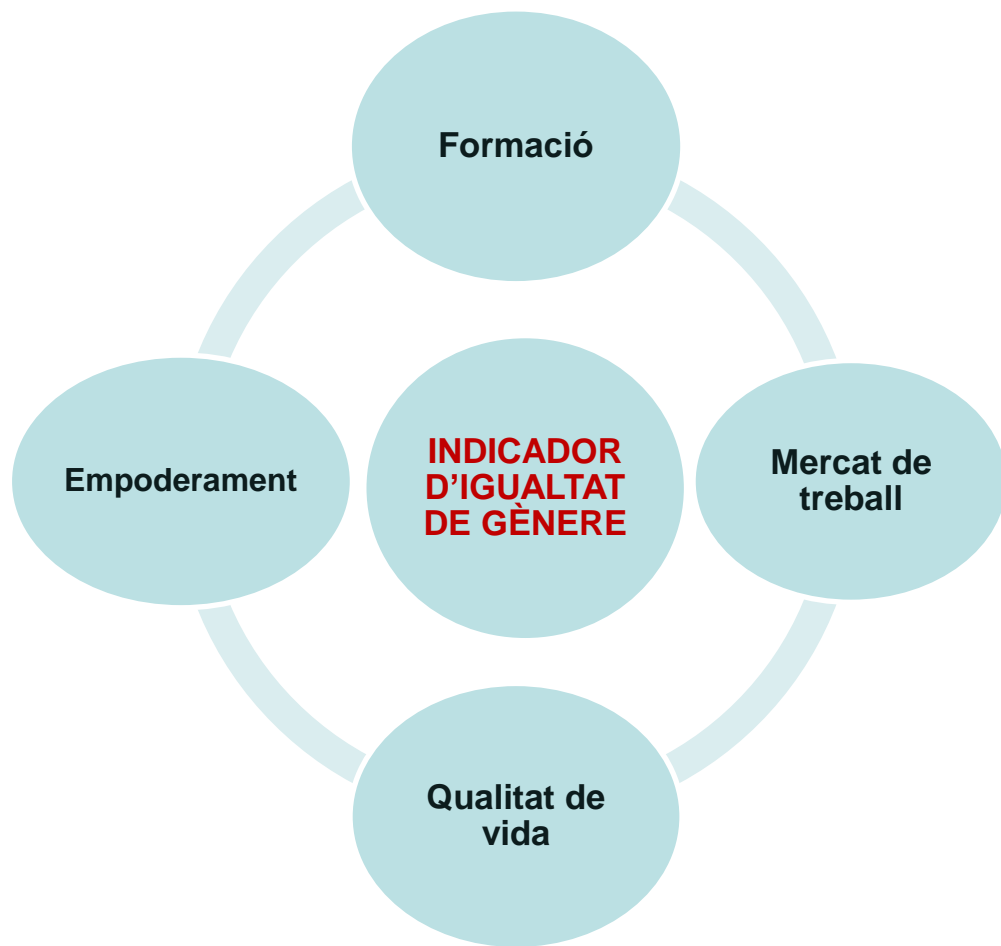 Formació
Empoderament
INDICADOR
D’IGUALTAT
DE GÈNERE
Mercat de
treball
Qualitat de
vida